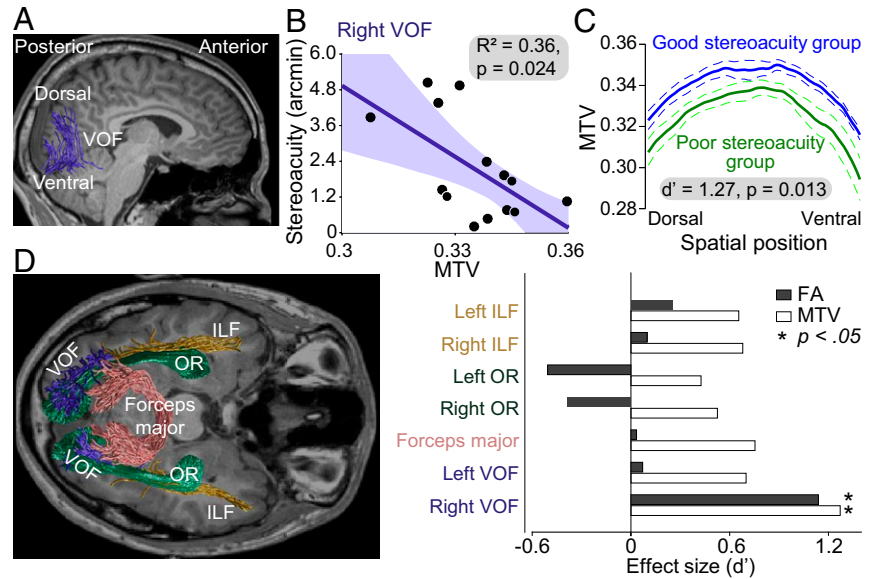 A
Posterior
Anterior
Dorsal
VOF
Ventral
B
Right VOF
R² = 0.36,
p = 0.024
Stereoacuity (arcmin)
6.0
4.8
3.6
2.4
1.2
0
0.3
0.33
0.36
MTV
C
0.36
0.34
0.32
0.30
0.28
MTV
Good stereoacuity group
Poor stereoacuity
group
d’ = 1.27, p = 0.013
Dorsal
Ventral
Spatial position
D
VOF
ILF
OR
Forceps
major
VOF
OR
ILF
Left ILF
Right ILF
Left OR
Right OR
Forceps major
Left VOF
Right VOF
FA
MTV
* p < .05
*
*
-0.6
0
0.6
1.2
Effect size (d’)